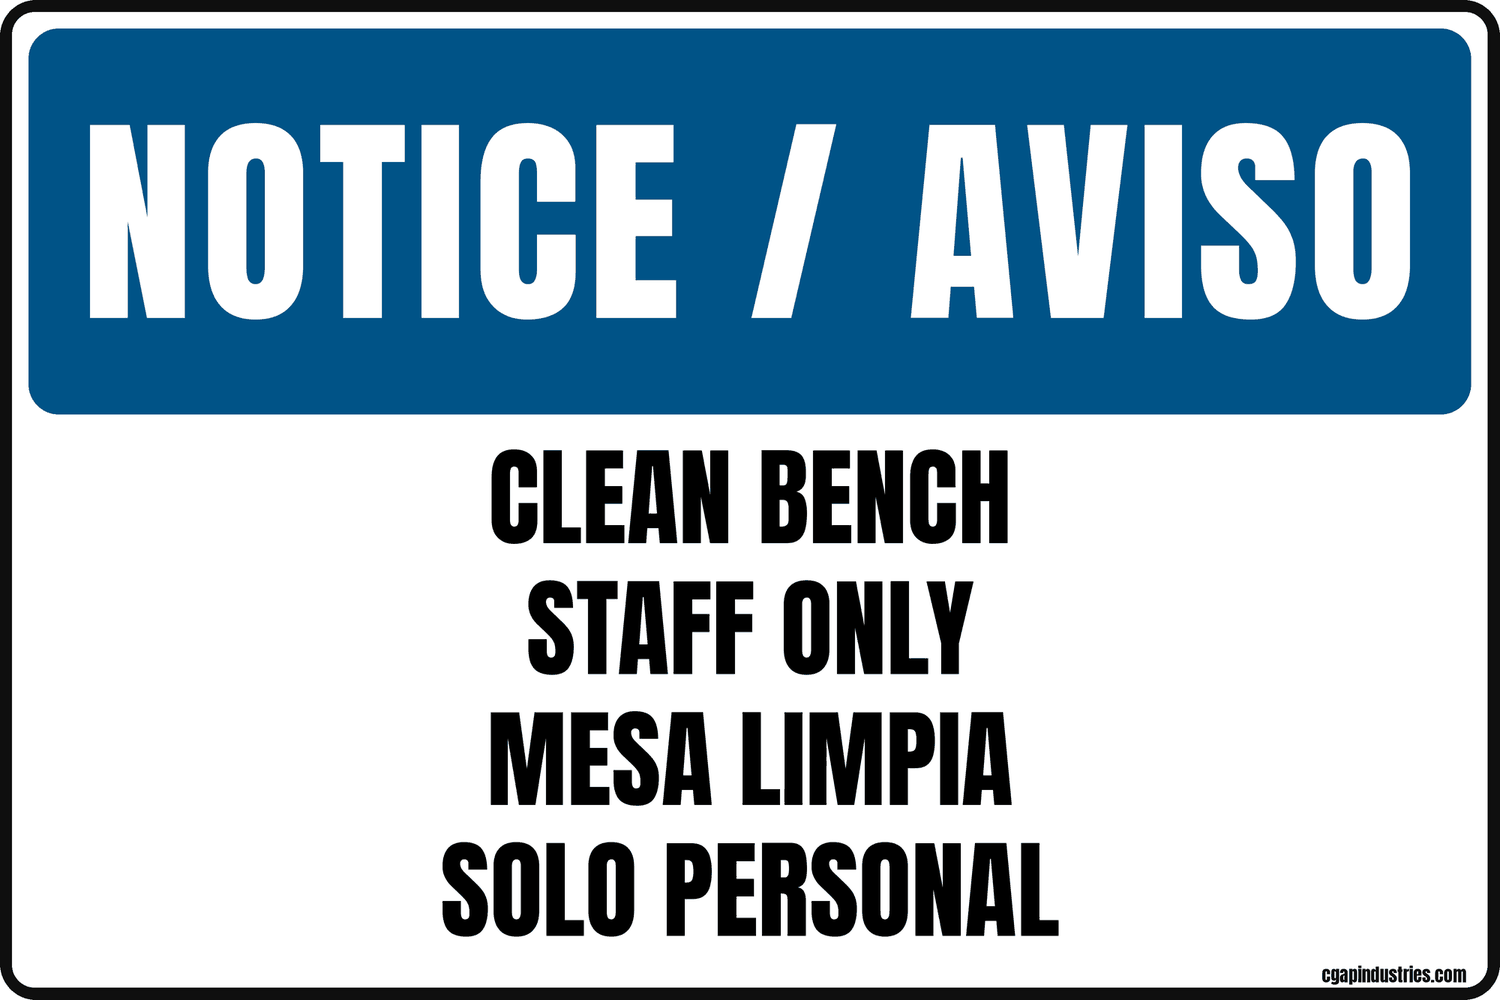 NOTICE / AVISO
CLEAN BENCH
STAFF ONLY
MESA LIMPIA
SOLO PERSONAL
cgapindustries.com